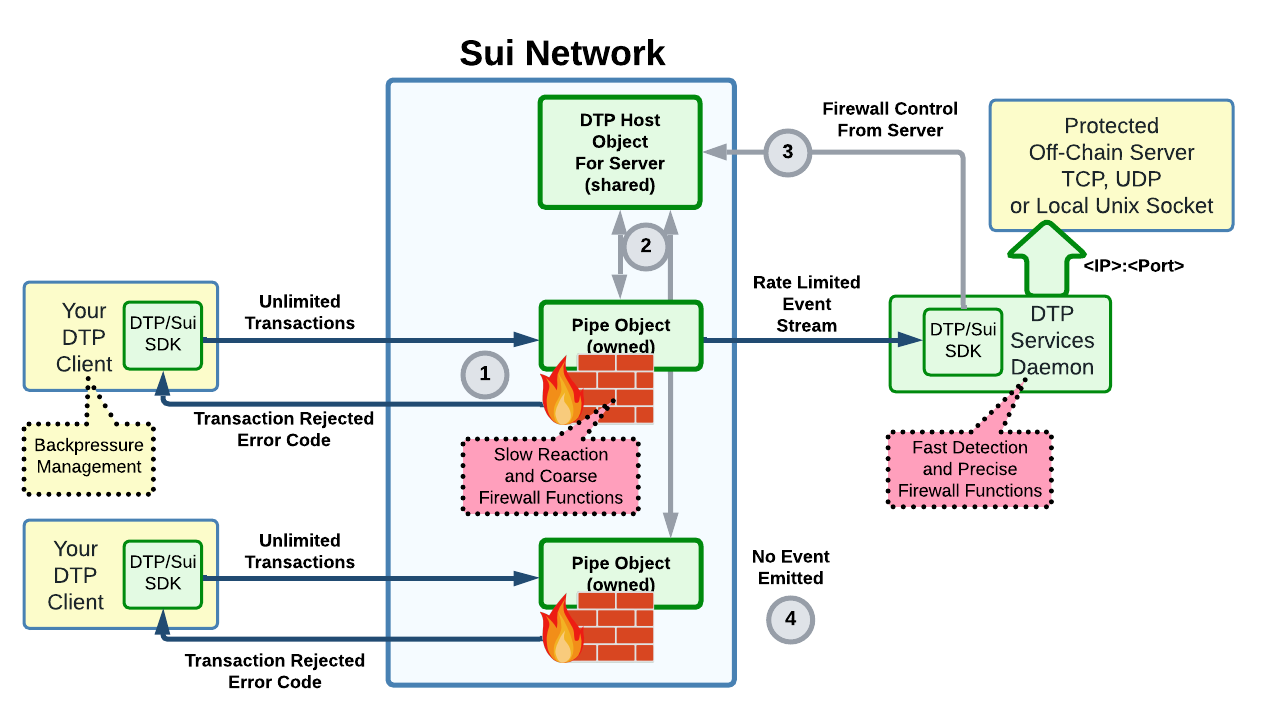 Sui Network
DTP Host
Object
For Server
(shared)
Firewall Control
From Server
3
Protected
Off-Chain Server
TCP, UDP
or Local Unix Socket
<IP>:<Port>
2
Your
DTP
Client
DTP/Sui
SDK
Unlimited
Transactions
Pipe Object
(owned)
Rate Limited
Event
Stream
DTP/Sui
SDK
DTP
Services
Daemon
1
Transaction Rejected
Error Code
Backpressure
Management
Slow Reaction
and Coarse
Firewall Functions
Fast Detection
and Precise
Firewall Functions
Your
DTP
Client
DTP/Sui
SDK
Unlimited
Transactions
Pipe Object
(owned)
No Event
Emitted
4
Transaction Rejected
Error Code